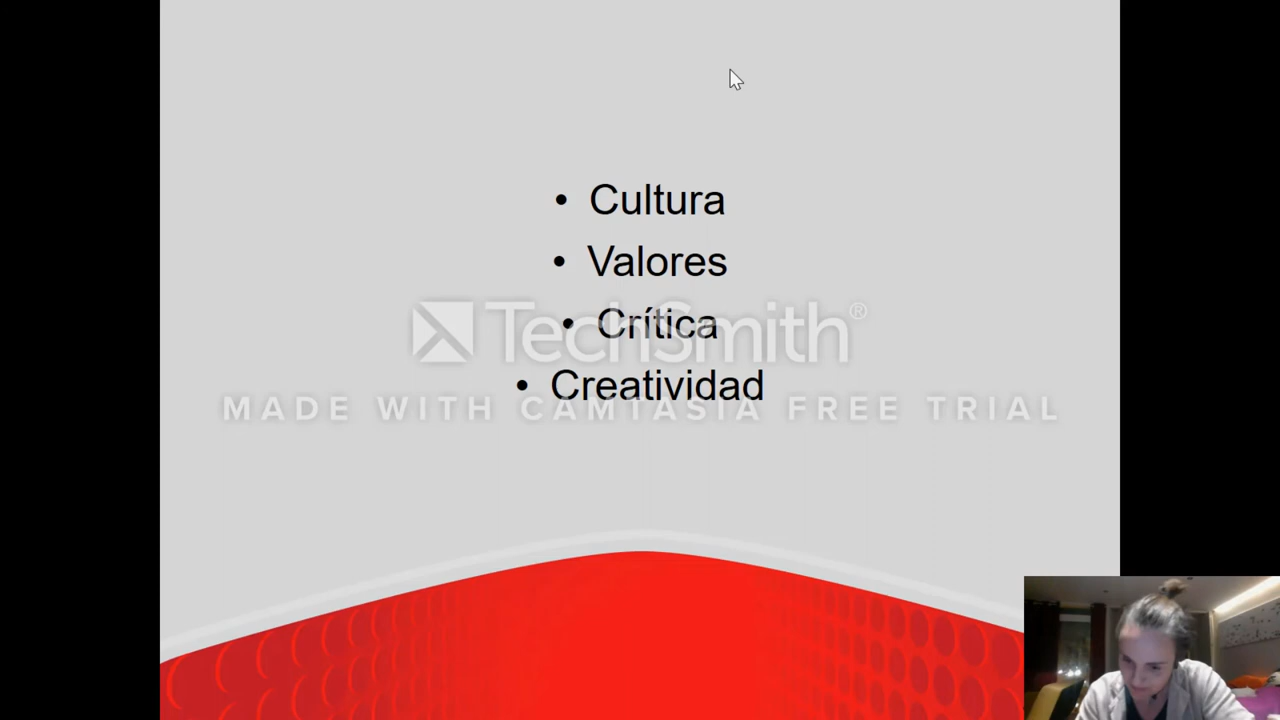 • Cultura
• Valores
• Crítica
TechSmith®
• Creatividad
MADE WITH CAMTASIA FREE TRIAL